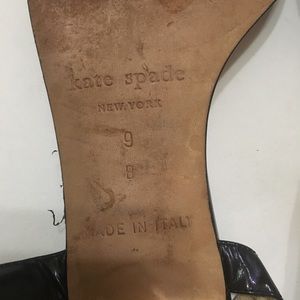 kate spade
NEW YORK
9
B
MADE IN ITALY